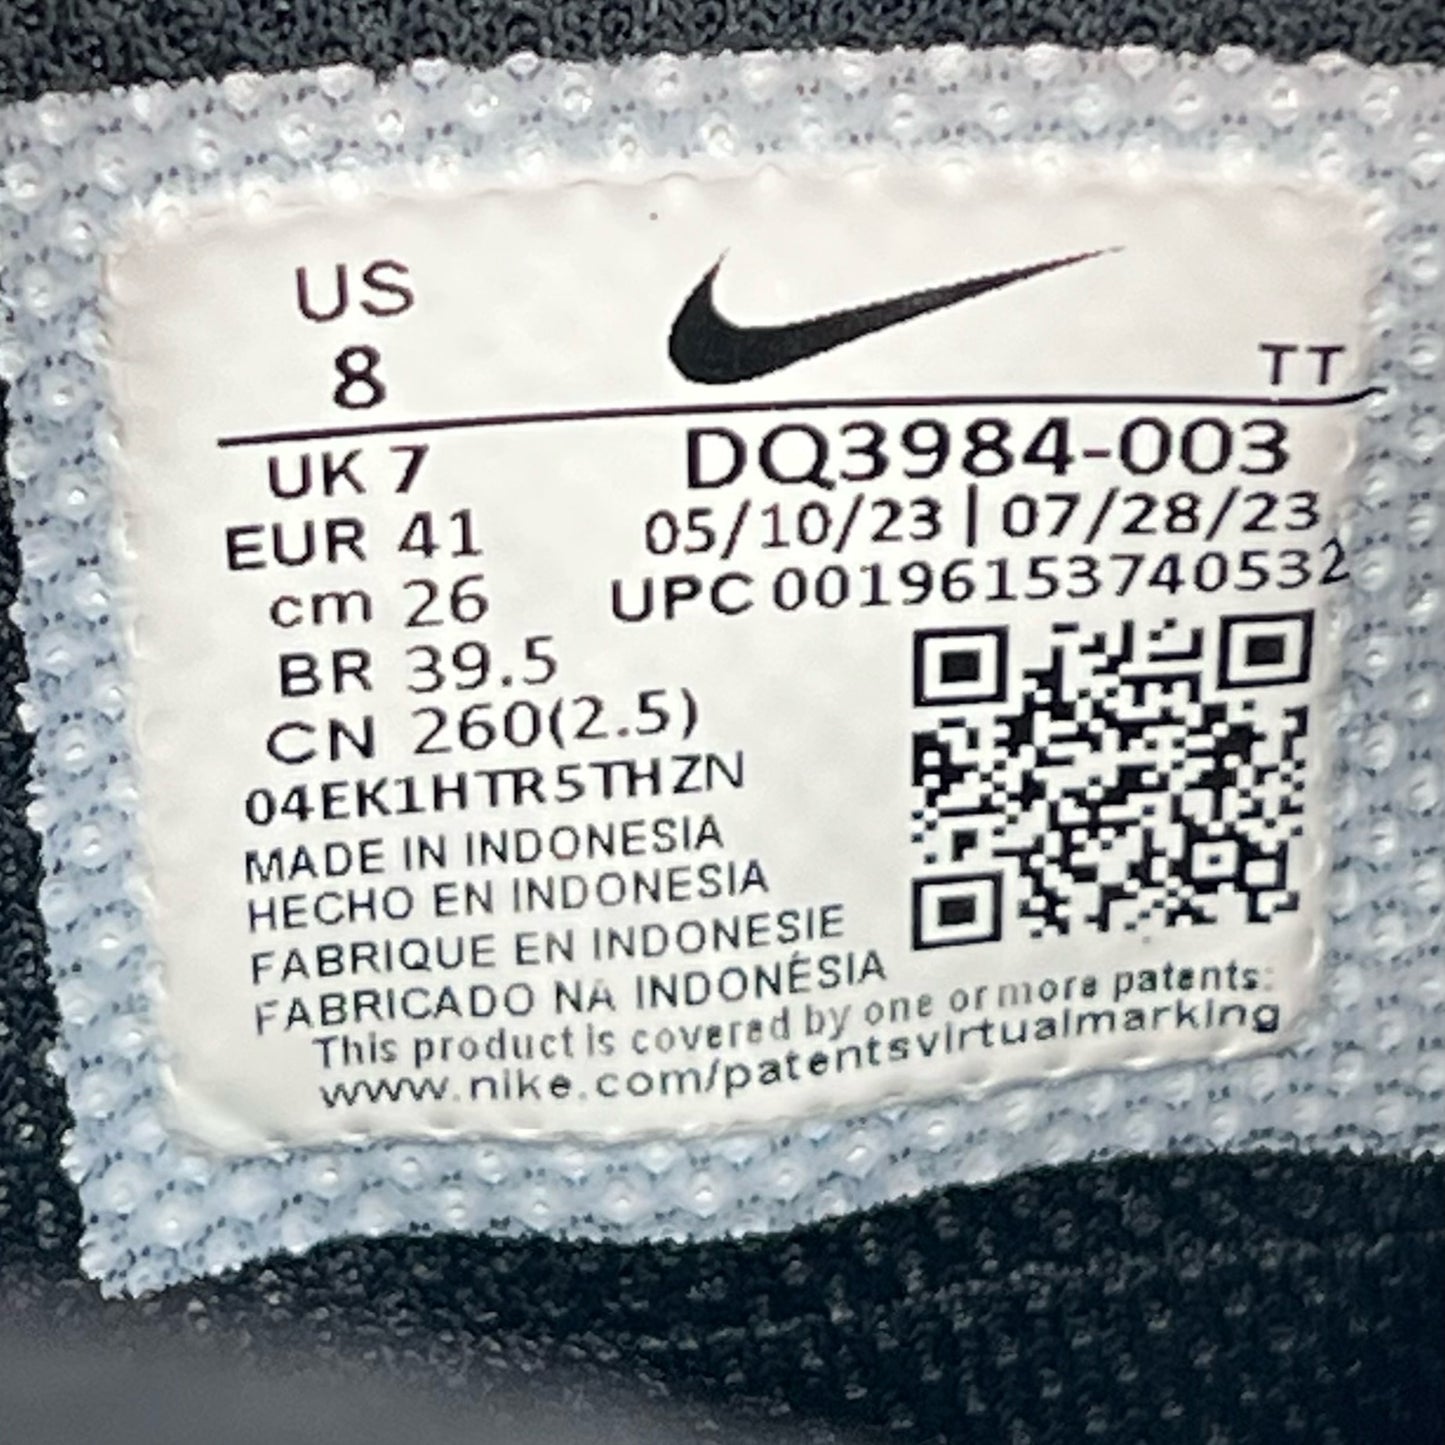 US
8
TT
UK 7
DQ3984-003
EUR 41
05/10/23 | 07/28/23
cm 26
UPC 00196153740532
BR 39.5
CN 260(2.5)
04EK1HTR5THZN
MADE IN INDONESIA
HECHO EN INDONESIA
FABRIQUE EN INDONESIE
FABRICADO NA INDONÉSIA
This product is covered by one or more patents:
www.nike.com/patentsvirtualmarking